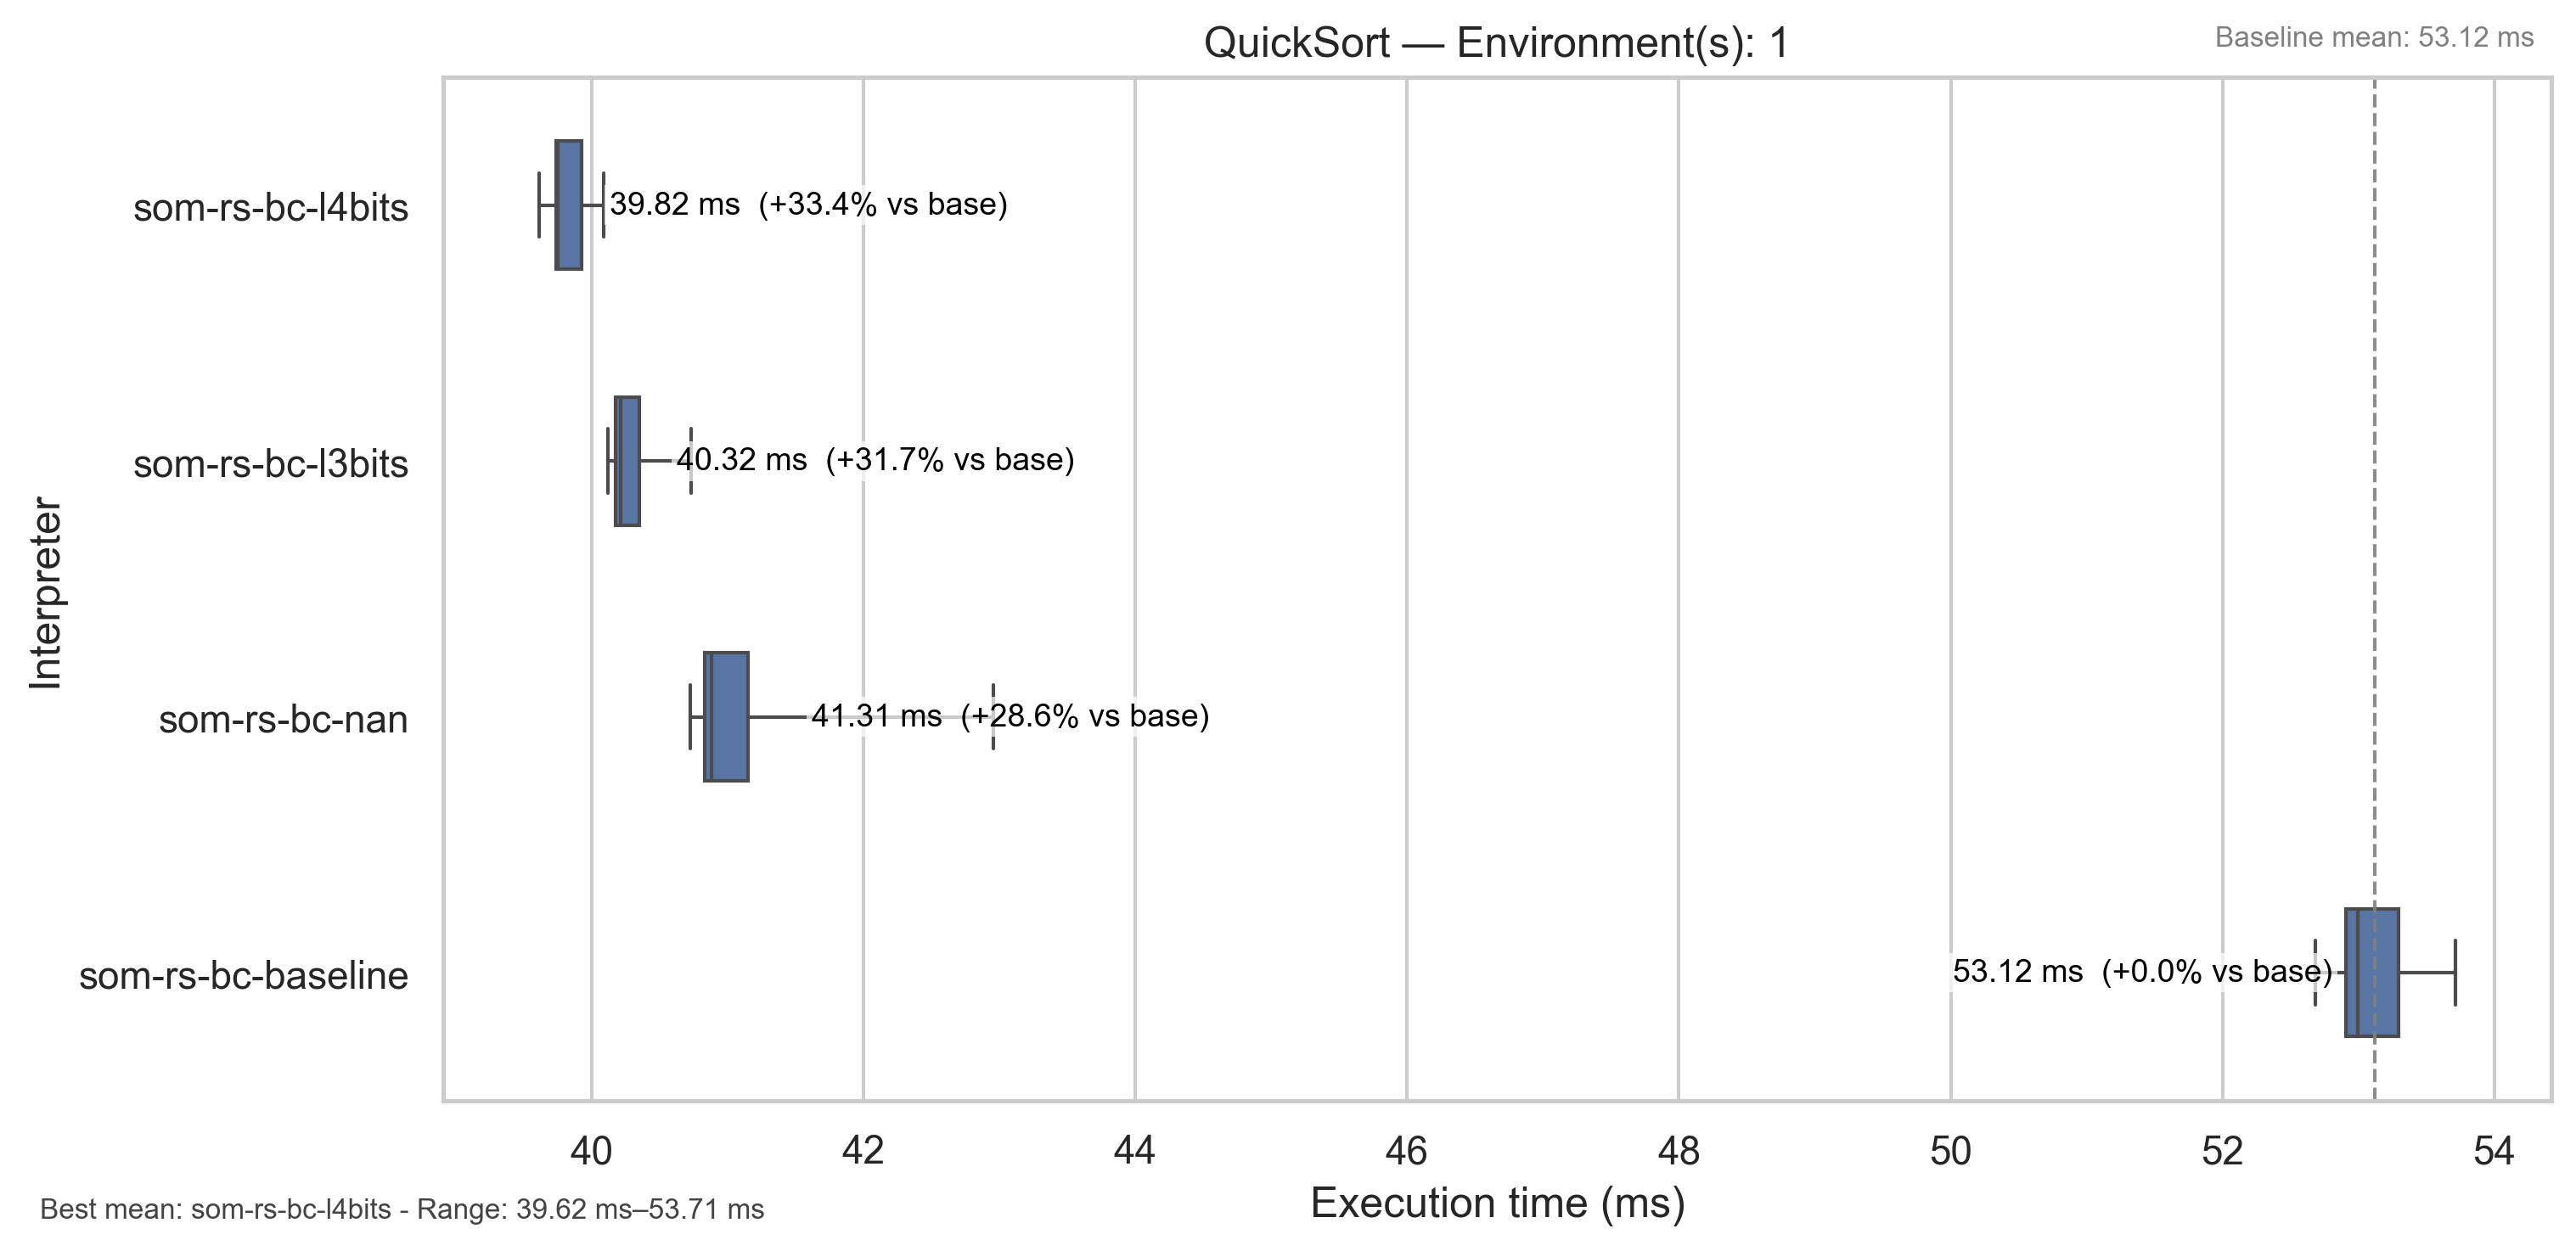 QuickSort — Environment(s): 1
Baseline mean: 53.12 ms
som-rs-bc-l4bits
39.82 ms  (+33.4% vs base)
som-rs-bc-l3bits
40.32 ms  (+31.7% vs base)
Interpreter
som-rs-bc-nan
41.31 ms  (+28.6% vs base)
som-rs-bc-baseline
53.12 ms  (+0.0% vs base)
40 42 44 46 48 50 52 54
Execution time (ms)
Best mean: som-rs-bc-l4bits - Range: 39.62 ms–53.71 ms